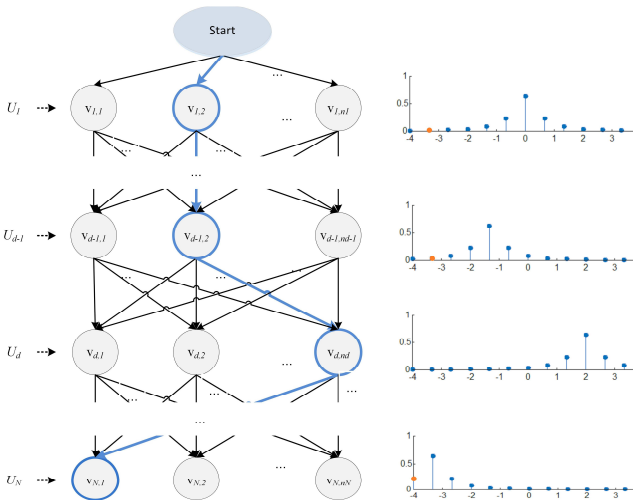 Start
...
U1 v1,1 v1,2 ... v1,n1
... ...
...
Ud-1 vd-1,1 vd-1,2 vd-1,nd-1
... ...
Ud vd,1 vd,2 ... vd,nd
... ... ...
...
UN vN,1 vN,2 ... vN,nN
1
0.5
0
-4 -3 -2 -1 0 1 2 3
1
0.5
0
-4 -3 -2 -1 0 1 2 3
1
0.5
0
-4 -3 -2 -1 0 1 2 3
1
0.5
0
-4 -3 -2 -1 0 1 2 3